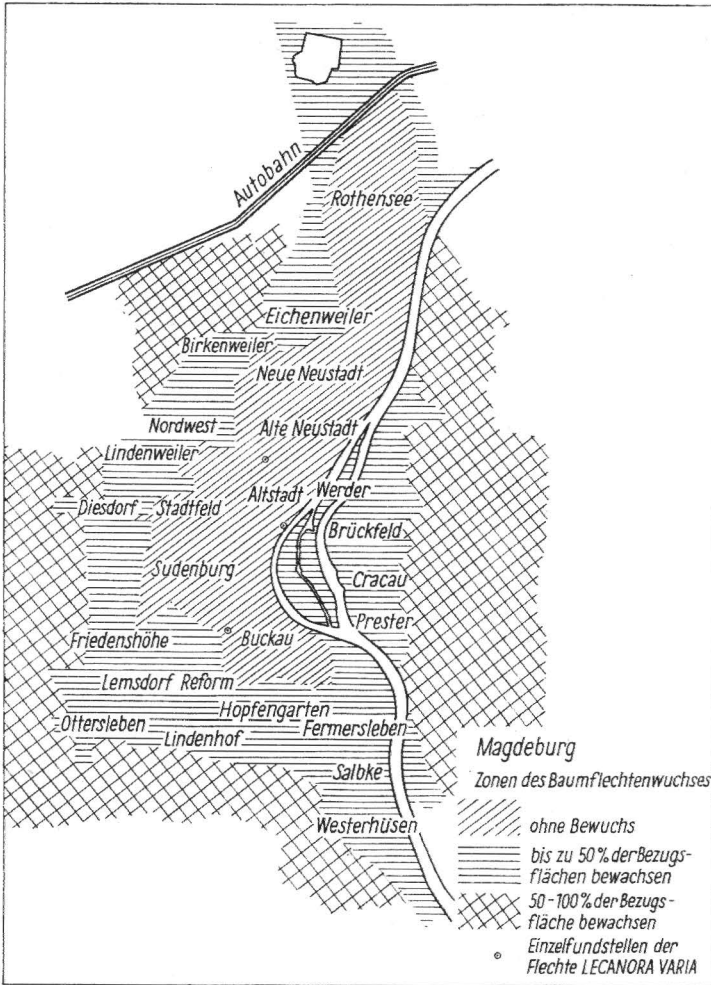 Autobahn
Rothensee
Eichenweiler
Birkenweiler
Neue Neustadt
Nordwest
Alte Neustadt
Lindenweiler
Altstadt
Werder
Diesdorf
Stadtfeld
Brückfeld
Sudenburg
Cracau
Prester
Friedenshöhe
Buckau
Lemsdorf
Reform
Hopfengarten
Ottersleben
Fermersleben
Lindenhof
Salbke
Westerhüsen
Magdeburg
Zonen des Baumflechtenwuchses
ohne Bewuchs
bis zu 50% der Bezugs-
flächen bewachsen
50-100% der Bezugs-
fläche bewachsen
Einzelfundstellen der
Flechte LECANORA VARIA